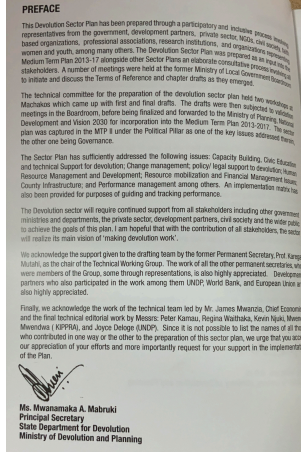 PREFACE
This Devolution Sector Plan has been prepared through a participatory and inclusive process involving
representatives from the government, development partners, private sector, NGOs, civil society, faith
based organizations, professional associations, research institutions, and organizations representing
women and youth, among many others. The Devolution Sector Plan was prepared as an input into the
Medium Term Plan 2013-17 alongside other Sector Plans an elaborate consultative process involving all
stakeholders. A number of meetings were held at the former Ministry of Local Government Boardroom
to initiate and discuss the Terms of Reference and chapter drafts as they emerged.
The technical committee for the preparation of the devolution sector plan held two workshops at
Machakos which came up with first and final drafts. The drafts were then subjected to validation
meetings in the Boardroom, before being finalized and forwarded to the Ministry of Planning, National
Development and Vision 2030 for incorporation into the Medium Term Plan 2013-2017. The sector
plan was captured in the MTP II under the Political Pillar as one of the key issues addressed therein,
the other one being Governance.
The Sector Plan has sufficiently addressed the following issues: Capacity Building, Civic Education
and technical Support for devolution; Change management; policy/ legal support to devolution; Human
Resource Management and Development; Resource mobilization and Financial Management Issues;
County Infrastructure; and Performance management among others. An implementation matrix has
also been provided for purposes of guiding and tracking performance.
The Devolution sector will require continued support from all stakeholders including other government
ministries and departments, the private sector, development partners, civil society and the wider public
to achieve the goals of this plan. I am hopeful that with the contribution of all stakeholders, the sector
will realize its main vision of 'making devolution work'.
We acknowledge the support given to the drafting team by the former Permanent Secretary, Prof. Karega
Mutahi, as the chair of the Technical Working Group. The work of all the other permanent secretaries, who
were members of the Group, some through representations, is also highly appreciated. Development
partners who also participated in the work among them UNDP, World Bank, and European Union are
also highly appreciated.
Finally, we acknowledge the work of the technical team led by Mr. James Mwanzia, Chief Economist
and the final technical editorial work by Messrs: Peter Kamau, Regina Waithaka, Kevin Njuki, Mwende
Mwendwa ( KIPPRA), and Joyce Deloge (UNDP). Since it is not possible to list the names of all those
who contributed in one way or the other to the preparation of this sector plan, we urge that you accept
our appreciation of your efforts and more importantly request for your support in the implementation
of the Plan.
Ms. Mwanamaka A. Mabruki
Principal Secretary
State Department for Devolution
Ministry of Devolution and Planning